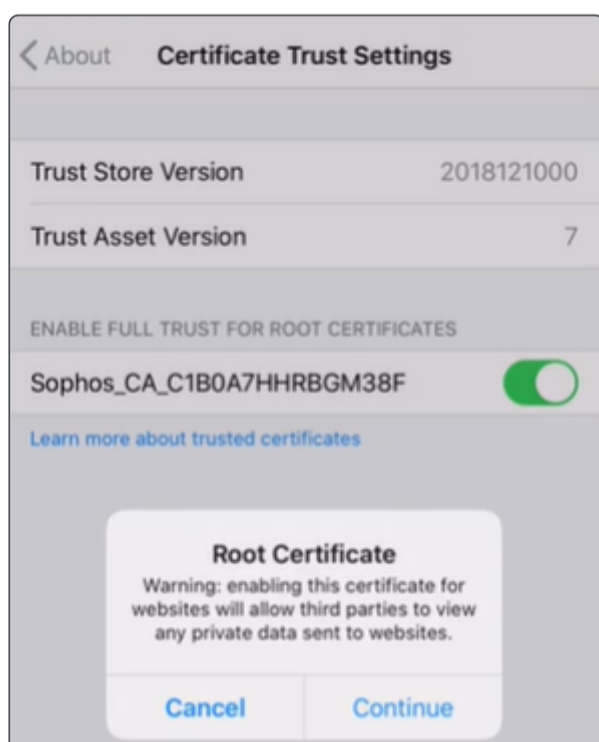 About Certificate Trust Settings
Trust Store Version 2018121000
Trust Asset Version 7
ENABLE FULL TRUST FOR ROOT CERTIFICATES
Sophos_CA_C1B0A7HHRBGM38F
Learn more about trusted certificates
Root Certificate
Warning: enabling this certificate for
websites will allow third parties to view
any private data sent to websites.
Cancel Continue